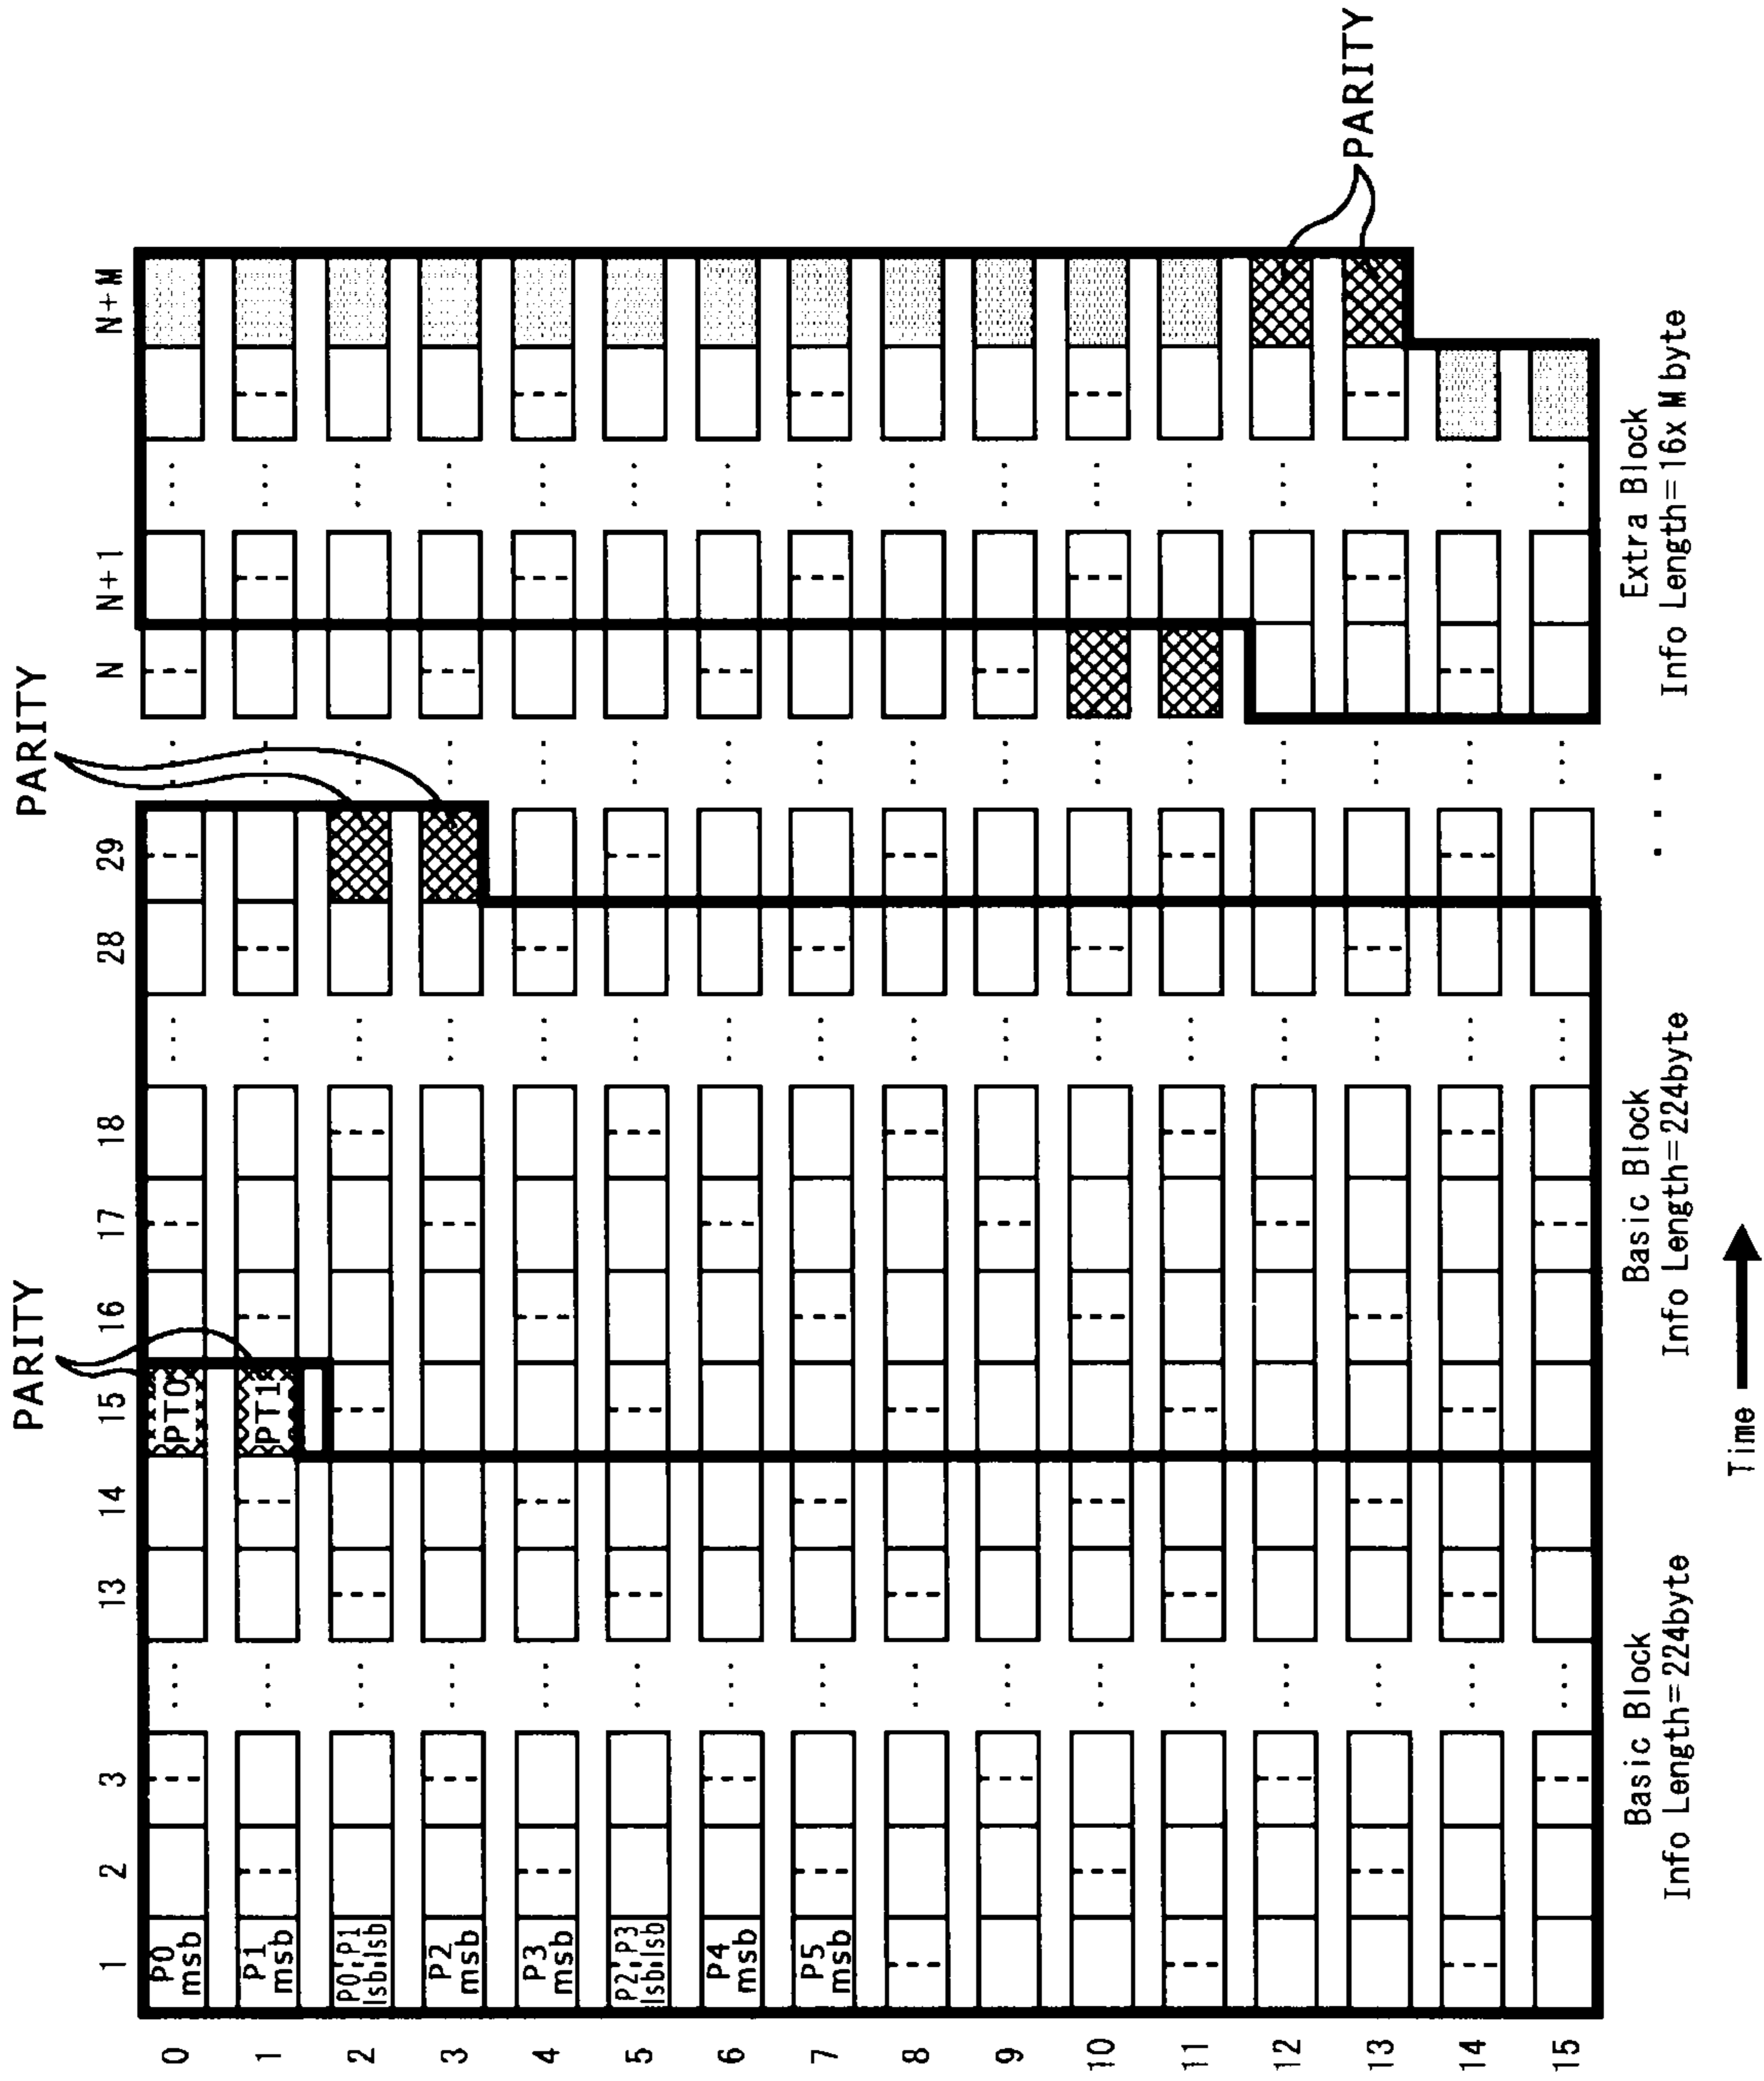 PARITY
PARITY
PARITY
1 2 3 13 14 15 16 17 18 28 29 N N+1 N+M
0 P0 msb PT0
1 P1 msb PT1
2 P0 lsb P1 lsb
3 P2 msb
4 P3 msb
5 P2 lsb P3 lsb
6 P4 msb
7 P5 msb
8
9
10
11
12
13
14
15
Basic Block
Info Length=224byte
Basic Block
Info Length=224byte
Extra Block
Info Length=16x M byte
Time